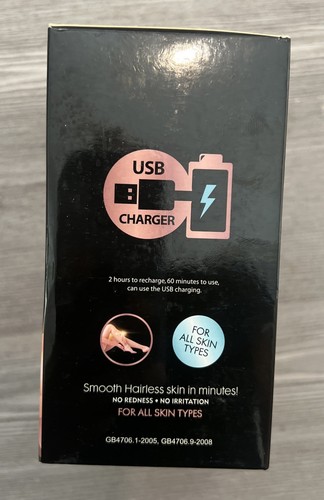 USB
CHARGER
2 hours to recharge, 60 minutes to use,
can use the USB charging.
FOR
ALL SKIN
TYPES
Smooth Hairless skin in minutes!
NO REDNESS • NO IRRITATION
FOR ALL SKIN TYPES
GB4706.1-2005, GB4706.9-2008